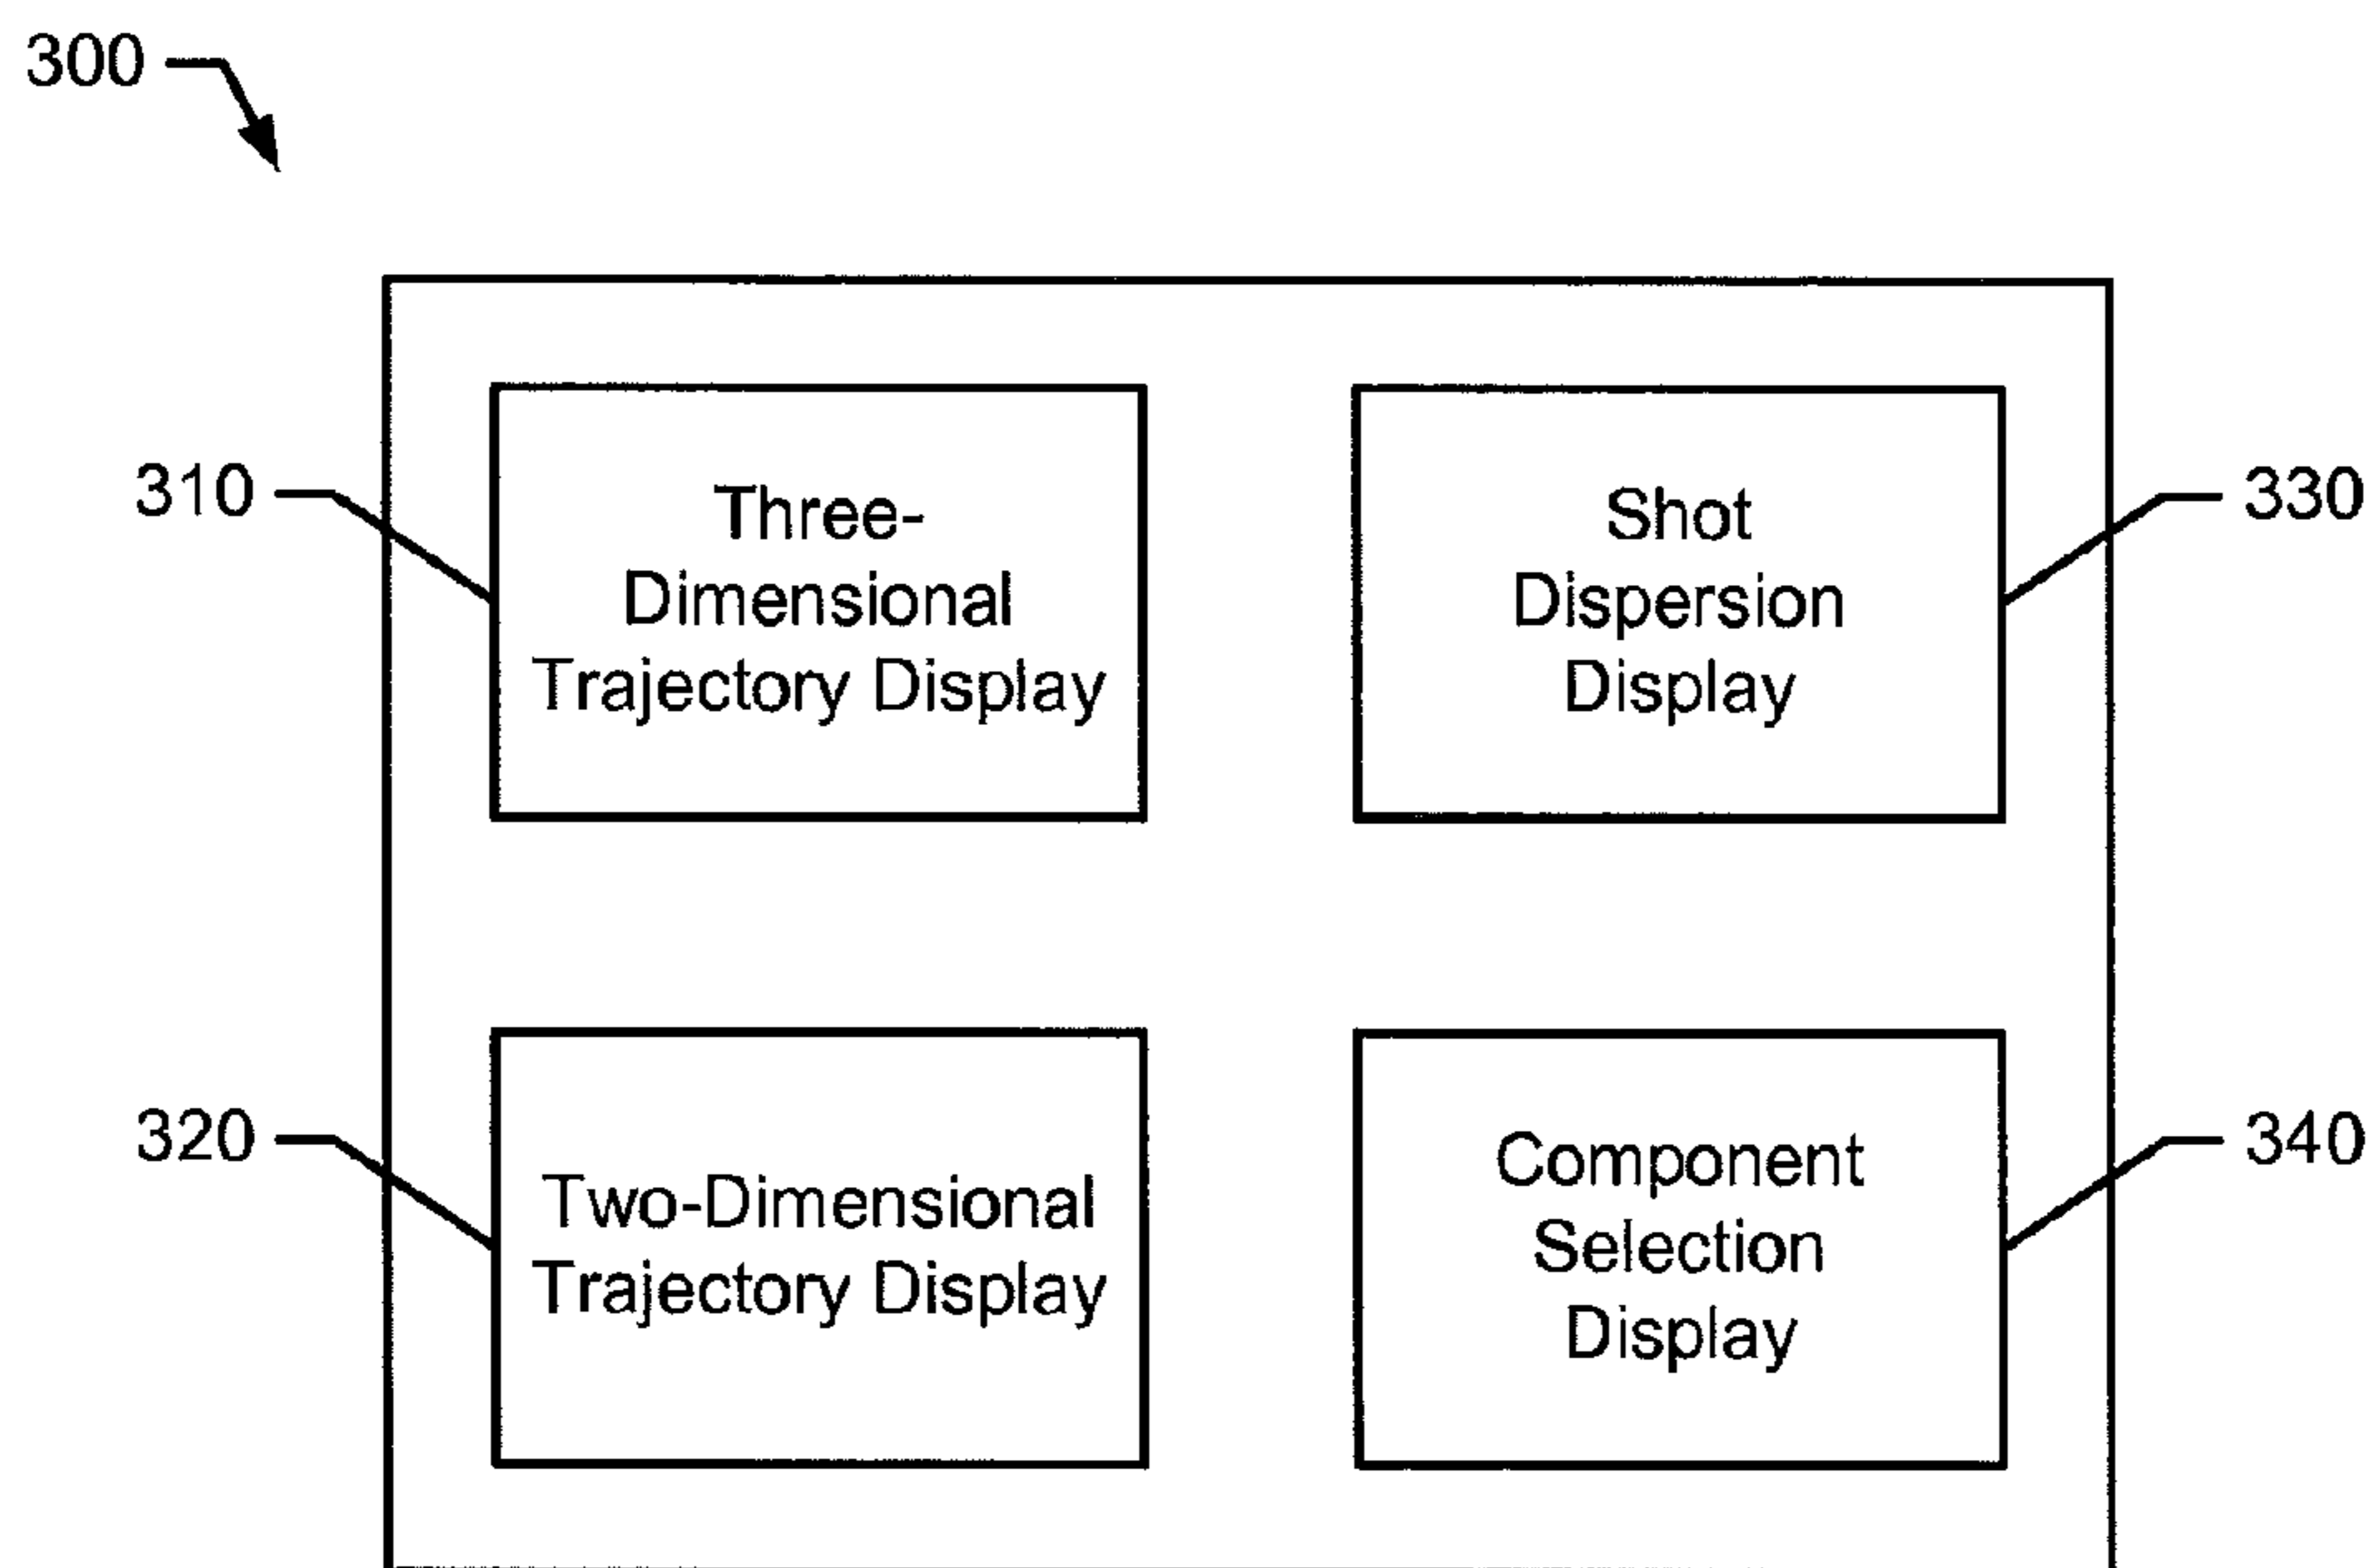 300
310
Three-
Dimensional
Trajectory Display
Shot
Dispersion
Display
330
320
Two-Dimensional
Trajectory Display
Component
Selection
Display
340